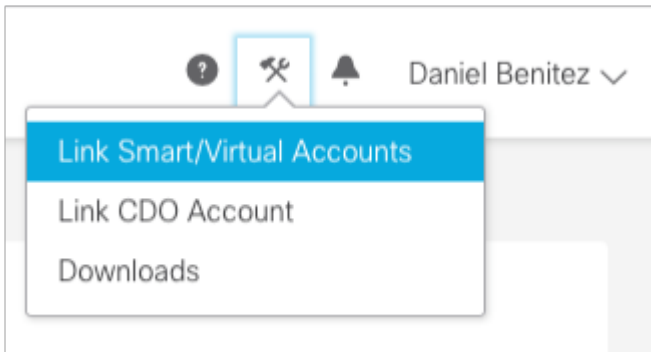 Daniel Benitez
Link Smart/Virtual Accounts
Link CDO Account
Downloads